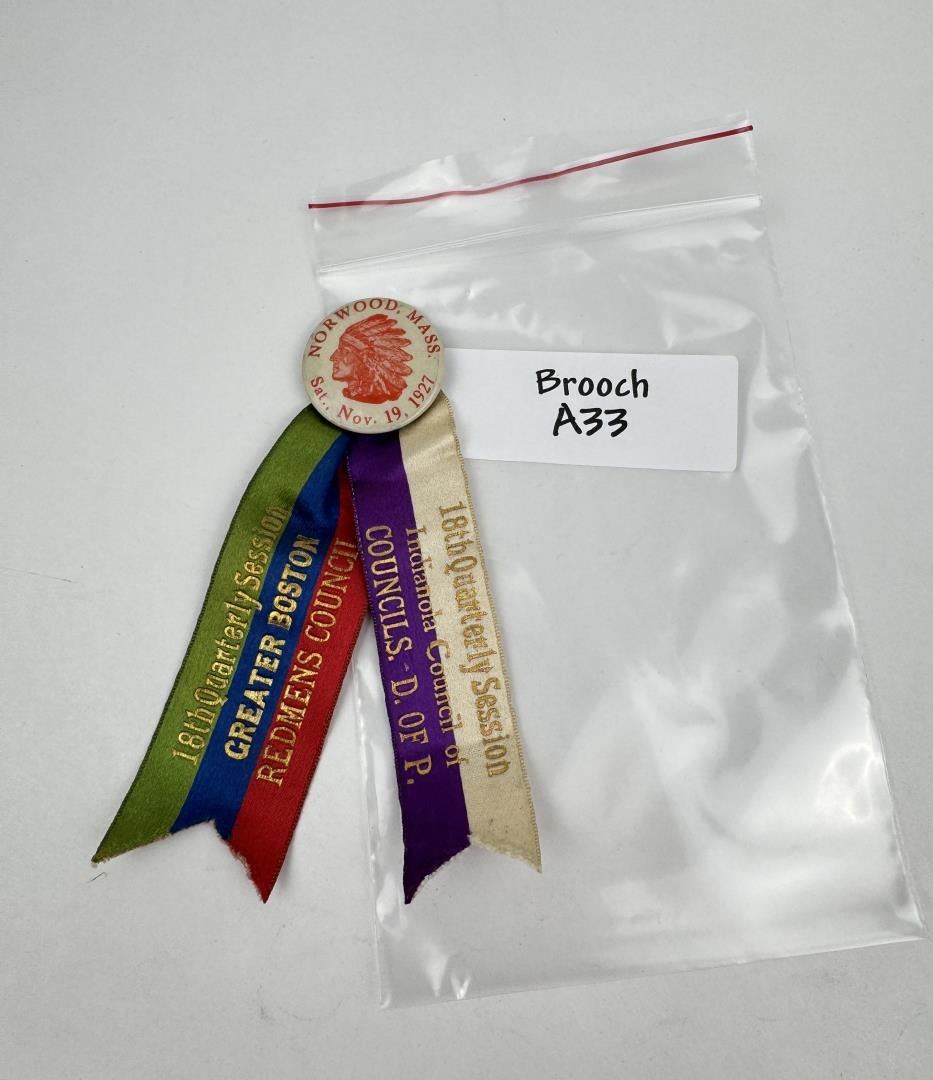 NORWOOD, MASS.
Sat., Nov. 19, 1927
Brooch
A33
18th Quarterly Session
GREATER BOSTON
REDMENS COUNCIL
18th Quarterly Session
Indianola Council of
COUNCILS. - D. OF P.